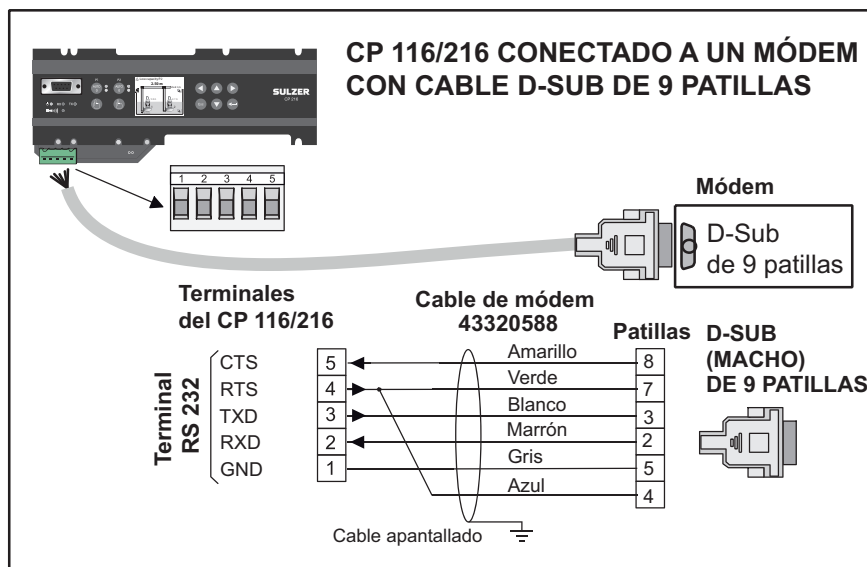 CP 116/216 CONECTADO A UN MÓDEM
CON CABLE D-SUB DE 9 PATILLAS
SULZER
CP 216
1 2 3 4 5
Módem
D-Sub
de 9 patillas
Terminales
del CP 116/216
Cable de módem
43320588
Patillas
D-SUB
(MACHO)
DE 9 PATILLAS
Terminal
RS 232
CTS 5 Amarillo 8
RTS 4 Verde 7
TXD 3 Blanco 3
RXD 2 Marrón 2
GND 1 Gris 5
Azul 4
Cable apantallado